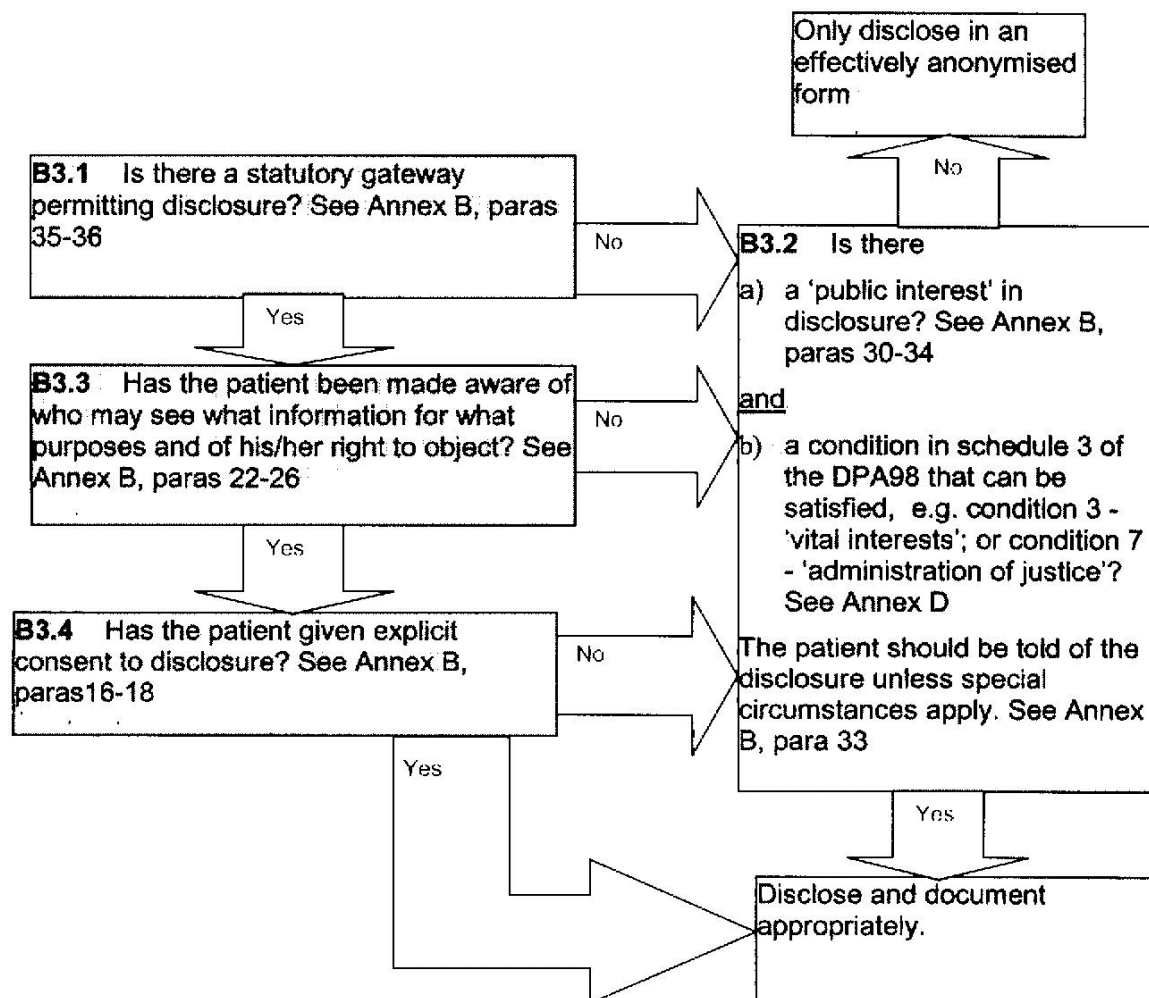 Only disclose in an
effectively anonymised
form
No
B3.1 Is there a statutory gateway
permitting disclosure? See Annex B, paras
35-36
No
Yes
B3.2 Is there
a) a ‘public interest’ in
disclosure? See Annex B,
paras 30-34
and
b) a condition in schedule 3 of
the DPA98 that can be
satisfied, e.g. condition 3 -
‘vital interests’; or condition 7
- ‘administration of justice’?
See Annex D
The patient should be told of the
disclosure unless special
circumstances apply. See Annex
B, para 33
B3.3 Has the patient been made aware of
who may see what information for what
purposes and of his/her right to object? See
Annex B, paras 22-26
No
Yes
B3.4 Has the patient given explicit
consent to disclosure? See Annex B,
paras16-18
No
Yes
Yes
Disclose and document
appropriately.